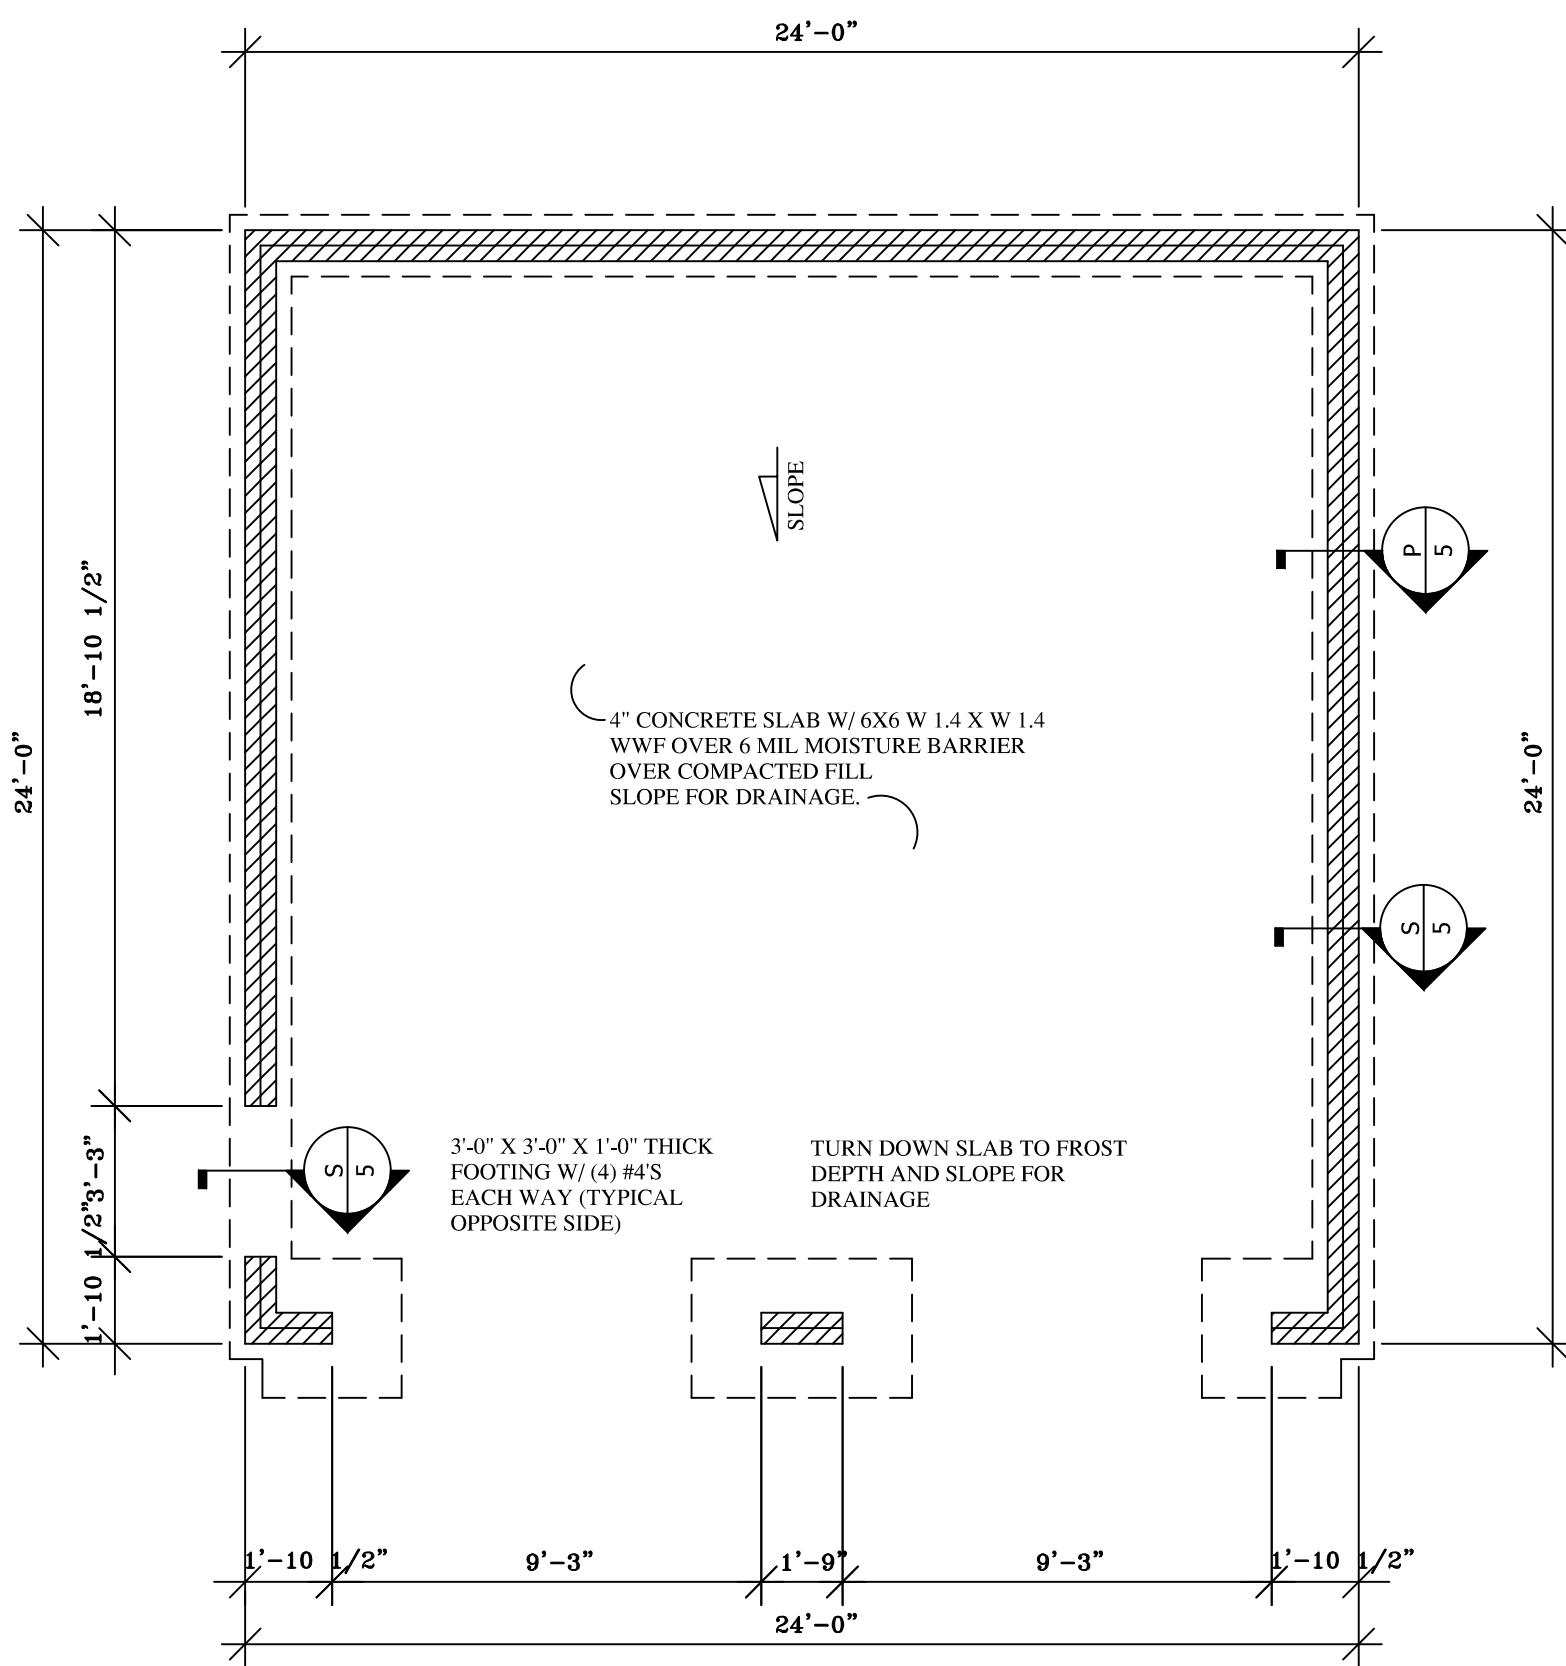 24'-0"
SLOPE
P
5
18'-10 1/2"
4" CONCRETE SLAB W/ 6X6 W 1.4 X W 1.4
WWF OVER 6 MIL MOISTURE BARRIER
OVER COMPACTED FILL
SLOPE FOR DRAINAGE.
24'-0"
24'-0"
S
5
3'-3"
S
5
3'-0" X 3'-0" X 1'-0" THICK
FOOTING W/ (4) #4'S
EACH WAY (TYPICAL
OPPOSITE SIDE)
TURN DOWN SLAB TO FROST
DEPTH AND SLOPE FOR
DRAINAGE
1'-10 1/2"
1'-10 1/2"
9'-3"
1'-9"
9'-3"
1'-10 1/2"
24'-0"